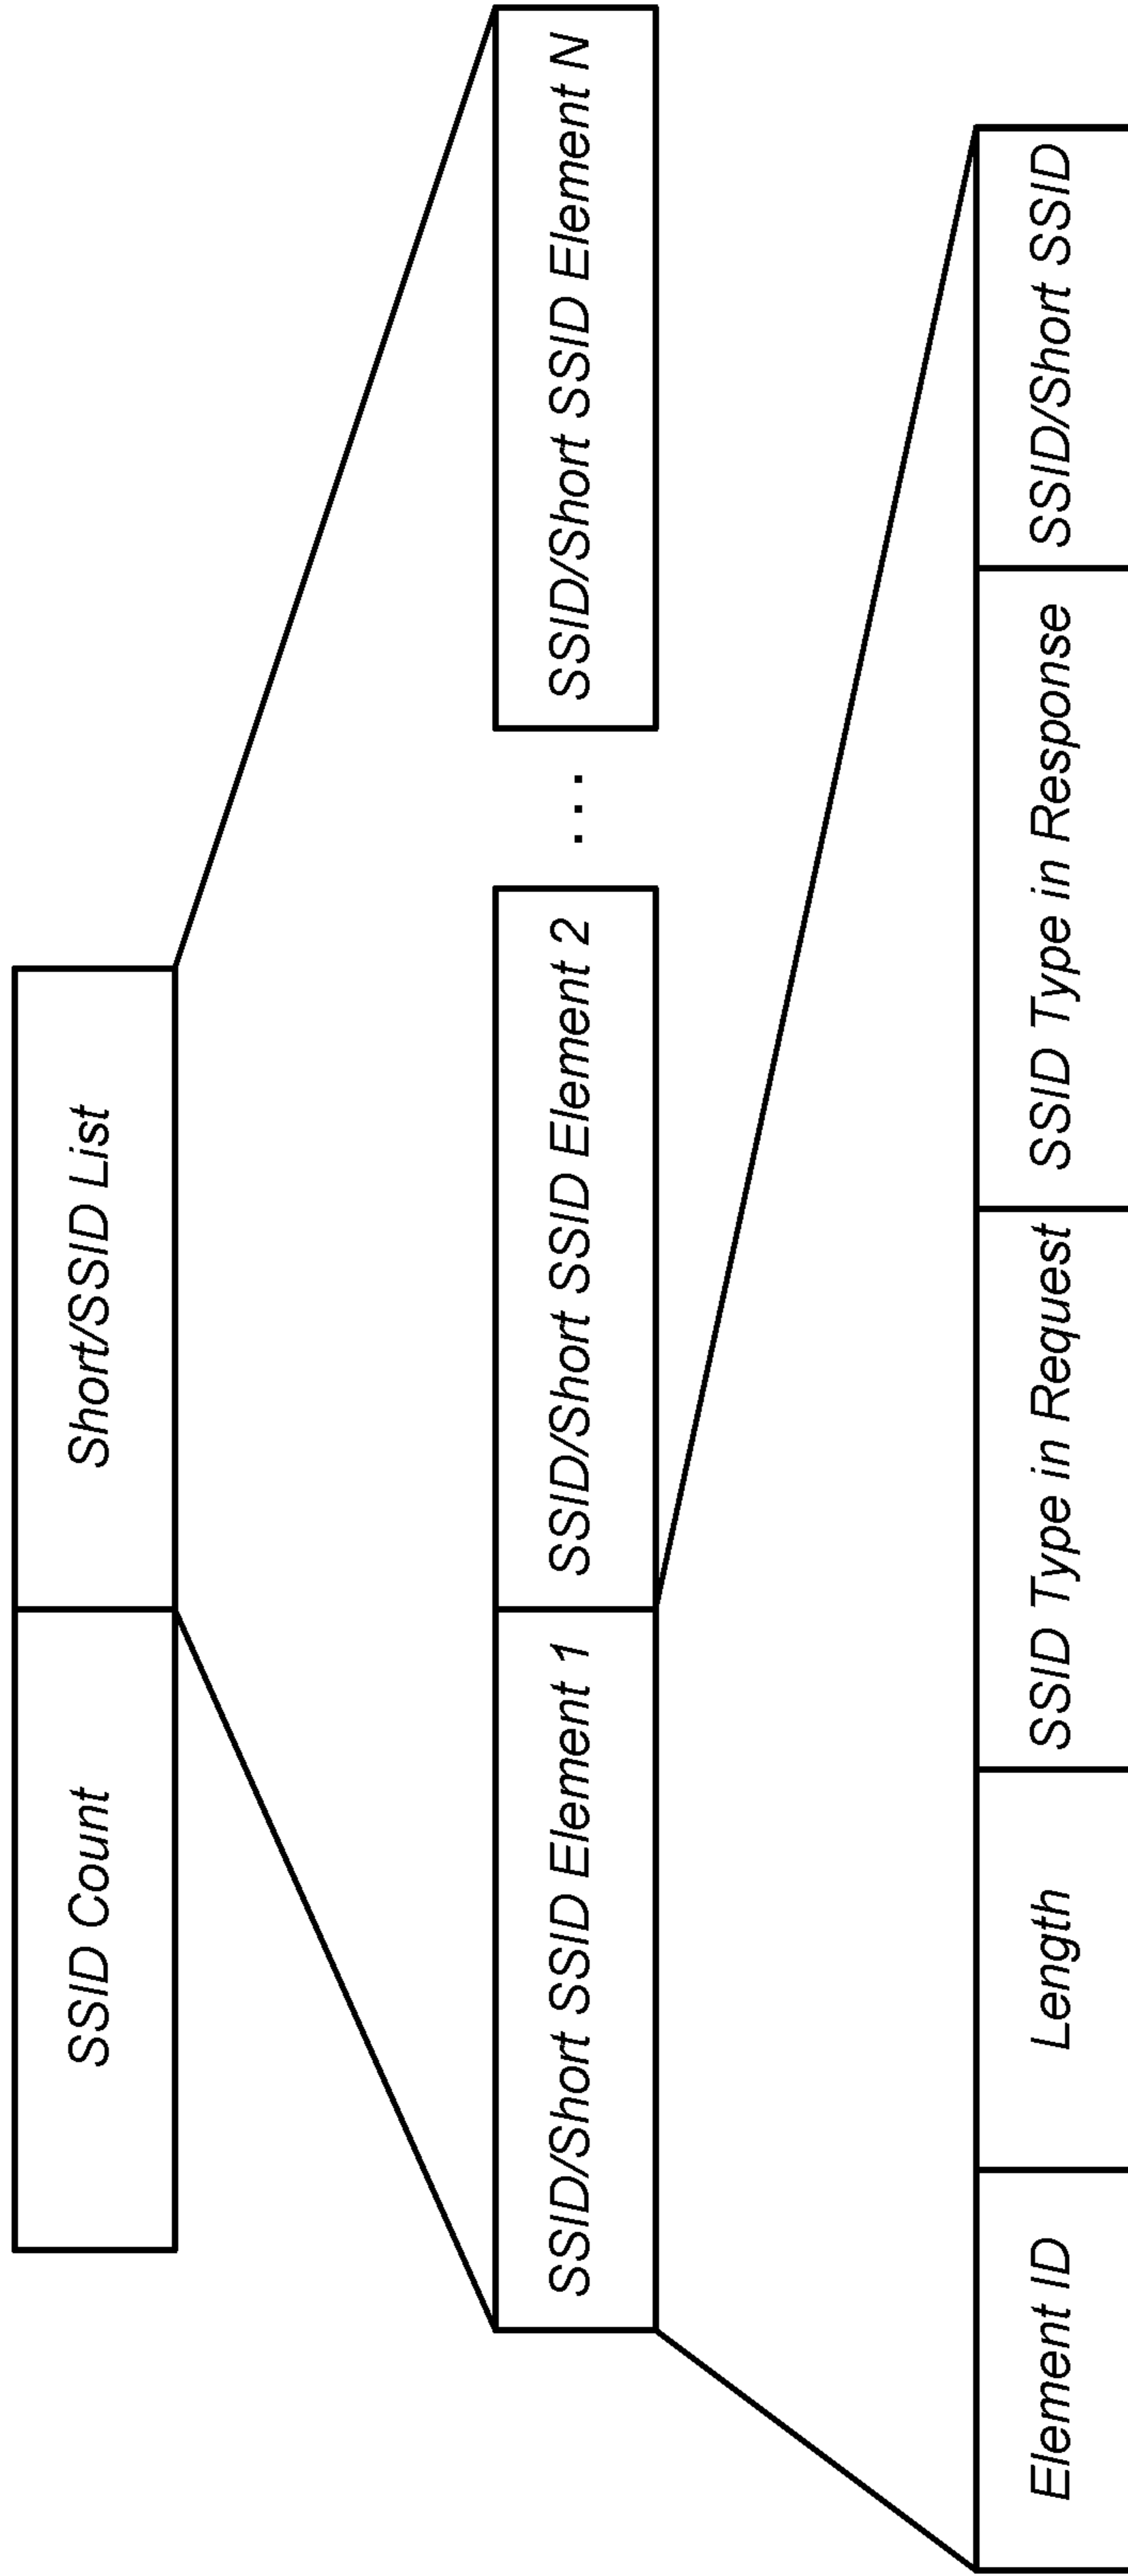 SSID Count
Short/SSID List
SSID/Short SSID Element 1
SSID/Short SSID Element 2
...
SSID/Short SSID Element N
Element ID
Length
SSID Type in Request
SSID Type in Response
SSID/Short SSID